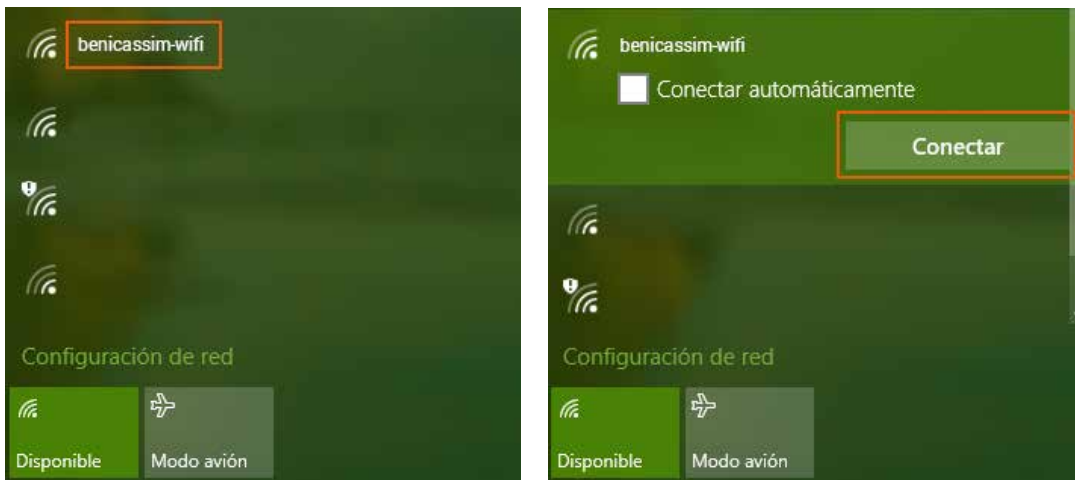 benicassim-wifi
Configuración de red
Disponible
Modo avión
benicassim-wifi
Conectar automáticamente
Conectar
Configuración de red
Disponible
Modo avión